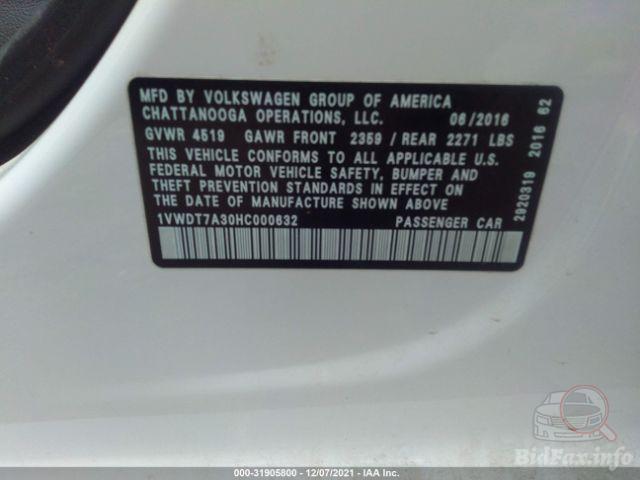 MFD BY VOLKSWAGEN GROUP OF AMERICA
CHATTANOOGA OPERATIONS, LLC. 06/2016
GVWR 4519 GAWR FRONT 2359 / REAR 2271 LBS
THIS VEHICLE CONFORMS TO ALL APPLICABLE U.S.
FEDERAL MOTOR VEHICLE SAFETY, BUMPER AND
THEFT PREVENTION STANDARDS IN EFFECT ON
THE DATE OF MANUFACTURE SHOWN ABOVE
1VWDT7A30HC000632 PASSENGER CAR
2920319 2016 62
BidFax.info
000-31905800 - 12/07/2021 - IAA Inc.